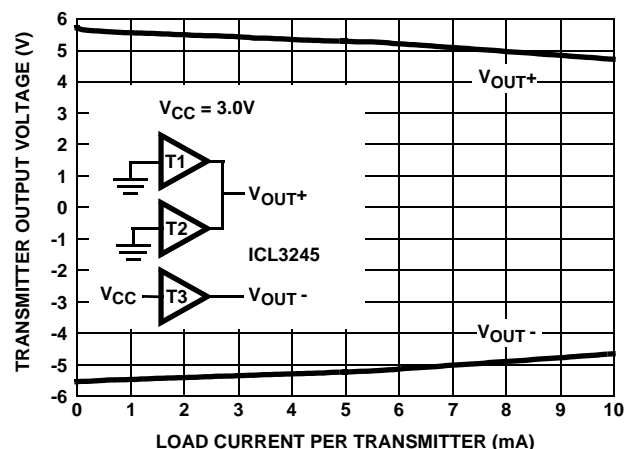 TRANSMITTER OUTPUT VOLTAGE (V)
6
5
4
3
2
1
0
-1
-2
-3
-4
-5
-6
VOUT+
VCC = 3.0V
T1
VOUT+
T2
ICL3245
VCC
T3
VOUT -
VOUT -
0 1 2 3 4 5 6 7 8 9 10
LOAD CURRENT PER TRANSMITTER (mA)